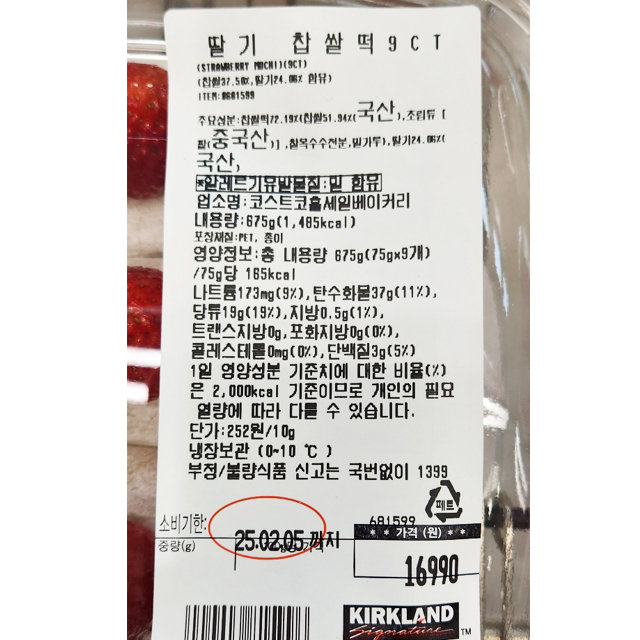 딸기 찹쌀떡9CT
(STRAWBERRY MOCHI)(9CT)
(찹쌀37.50%,딸기24.06% 함유)
ITEM:0681599
주요성분:찹쌀떡72.19%(찹쌀51.94%(국산),조림류 [
팥(중국산)],찰옥수수전분,밀가루),딸기24.06%(
국산,
*알레르기유발물질:밀 함유
업소명:코스트코홀세일베이커리
내용량:675g(1,485kcal)
포장재질:PET, 종이
영양정보:총 내용량 675g(75gx9개)
/75g당 165kcal
나트륨173mg(9%),탄수화물37g(11%),
당류19g(19%),지방0.5g(1%),
트랜스지방0g,포화지방0g(0%),
콜레스테롤0mg(0%),단백질3g(5%)
1일 영양성분 기준치에 대한 비율(%)
은 2,000kcal 기준이므로 개인의 필요
열량에 따라 다를 수 있습니다.
단가:252원/10g
냉장보관 (0~10 ℃ )
부정/불량식품 신고는 국번없이 1399
페트
소비기한: 25.02.05 까지
681599
중량(g)
* * 가격 (원) * *
16990
KIRKLAND
Signature TM